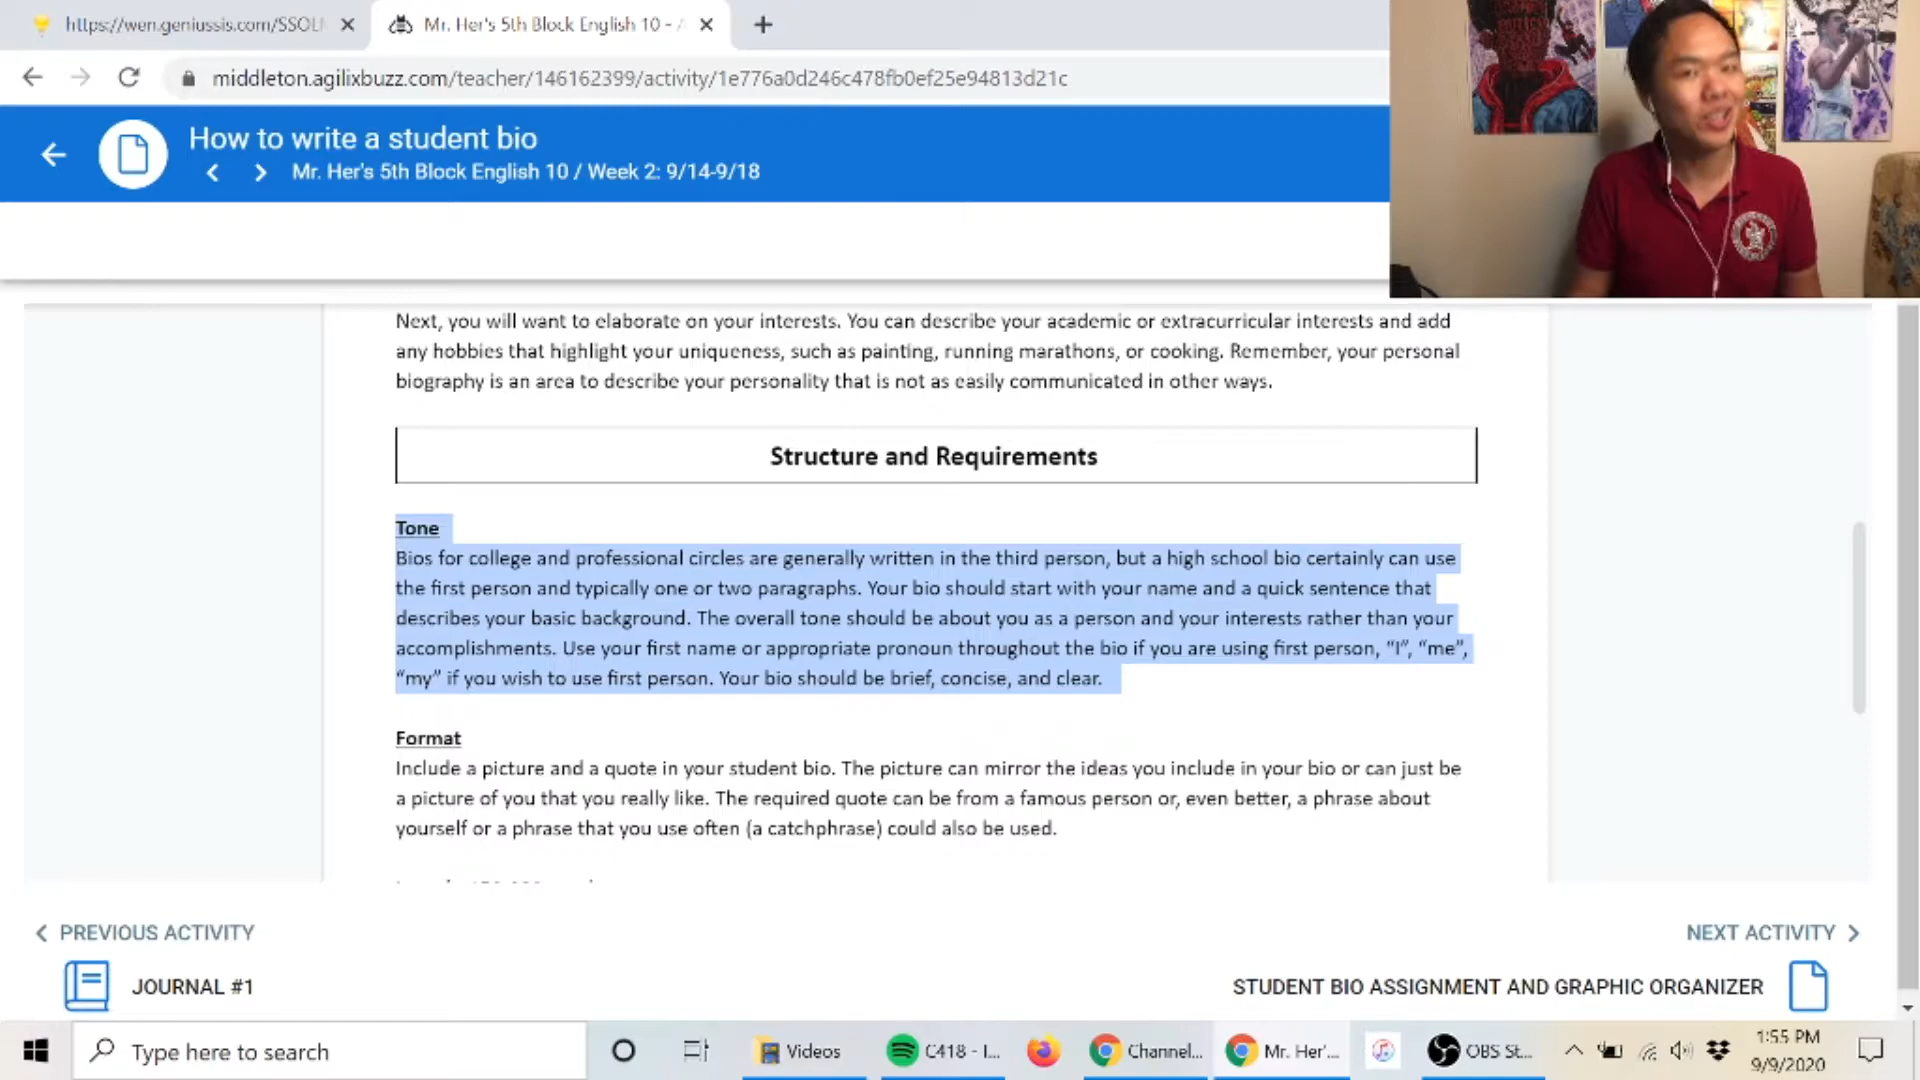 https://wen.geniussis.com/SSOL
Mr. Her's 5th Block English 10 - A
middleton.agilixbuzz.com/teacher/146162399/activity/1e776a0d246c478fb0ef25e94813d21c
How to write a student bio
Mr. Her's 5th Block English 10 / Week 2: 9/14-9/18
Next, you will want to elaborate on your interests. You can describe your academic or extracurricular interests and add
any hobbies that highlight your uniqueness, such as painting, running marathons, or cooking. Remember, your personal
biography is an area to describe your personality that is not as easily communicated in other ways.
Structure and Requirements
Tone
Bios for college and professional circles are generally written in the third person, but a high school bio certainly can use
the first person and typically one or two paragraphs. Your bio should start with your name and a quick sentence that
describes your basic background. The overall tone should be about you as a person and your interests rather than your
accomplishments. Use your first name or appropriate pronoun throughout the bio if you are using first person, “I”, “me”,
“my” if you wish to use first person. Your bio should be brief, concise, and clear.
Format
Include a picture and a quote in your student bio. The picture can mirror the ideas you include in your bio or can just be
a picture of you that you really like. The required quote can be from a famous person or, even better, a phrase about
yourself or a phrase that you use often (a catchphrase) could also be used.
PREVIOUS ACTIVITY
NEXT ACTIVITY
JOURNAL #1
STUDENT BIO ASSIGNMENT AND GRAPHIC ORGANIZER
Type here to search
Videos
C418 - I...
Channel...
Mr. Her'...
OBS St...
1:55 PM
9/9/2020